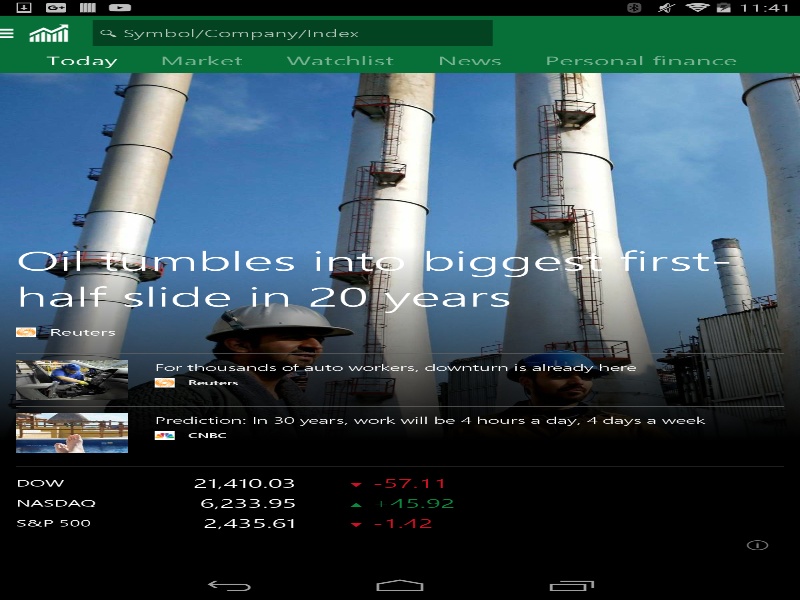 11:41
Symbol/Company/Index
Today Market Watchlist News Personal finance
Oil tumbles into biggest first-
half slide in 20 years
Reuters
For thousands of auto workers, downturn is already here
Reuters
Prediction: In 30 years, work will be 4 hours a day, 4 days a week
CNBC
DOW 21,410.03 -57.11
NASDAQ 6,233.95 +15.92
S&P 500 2,435.61 -1.42